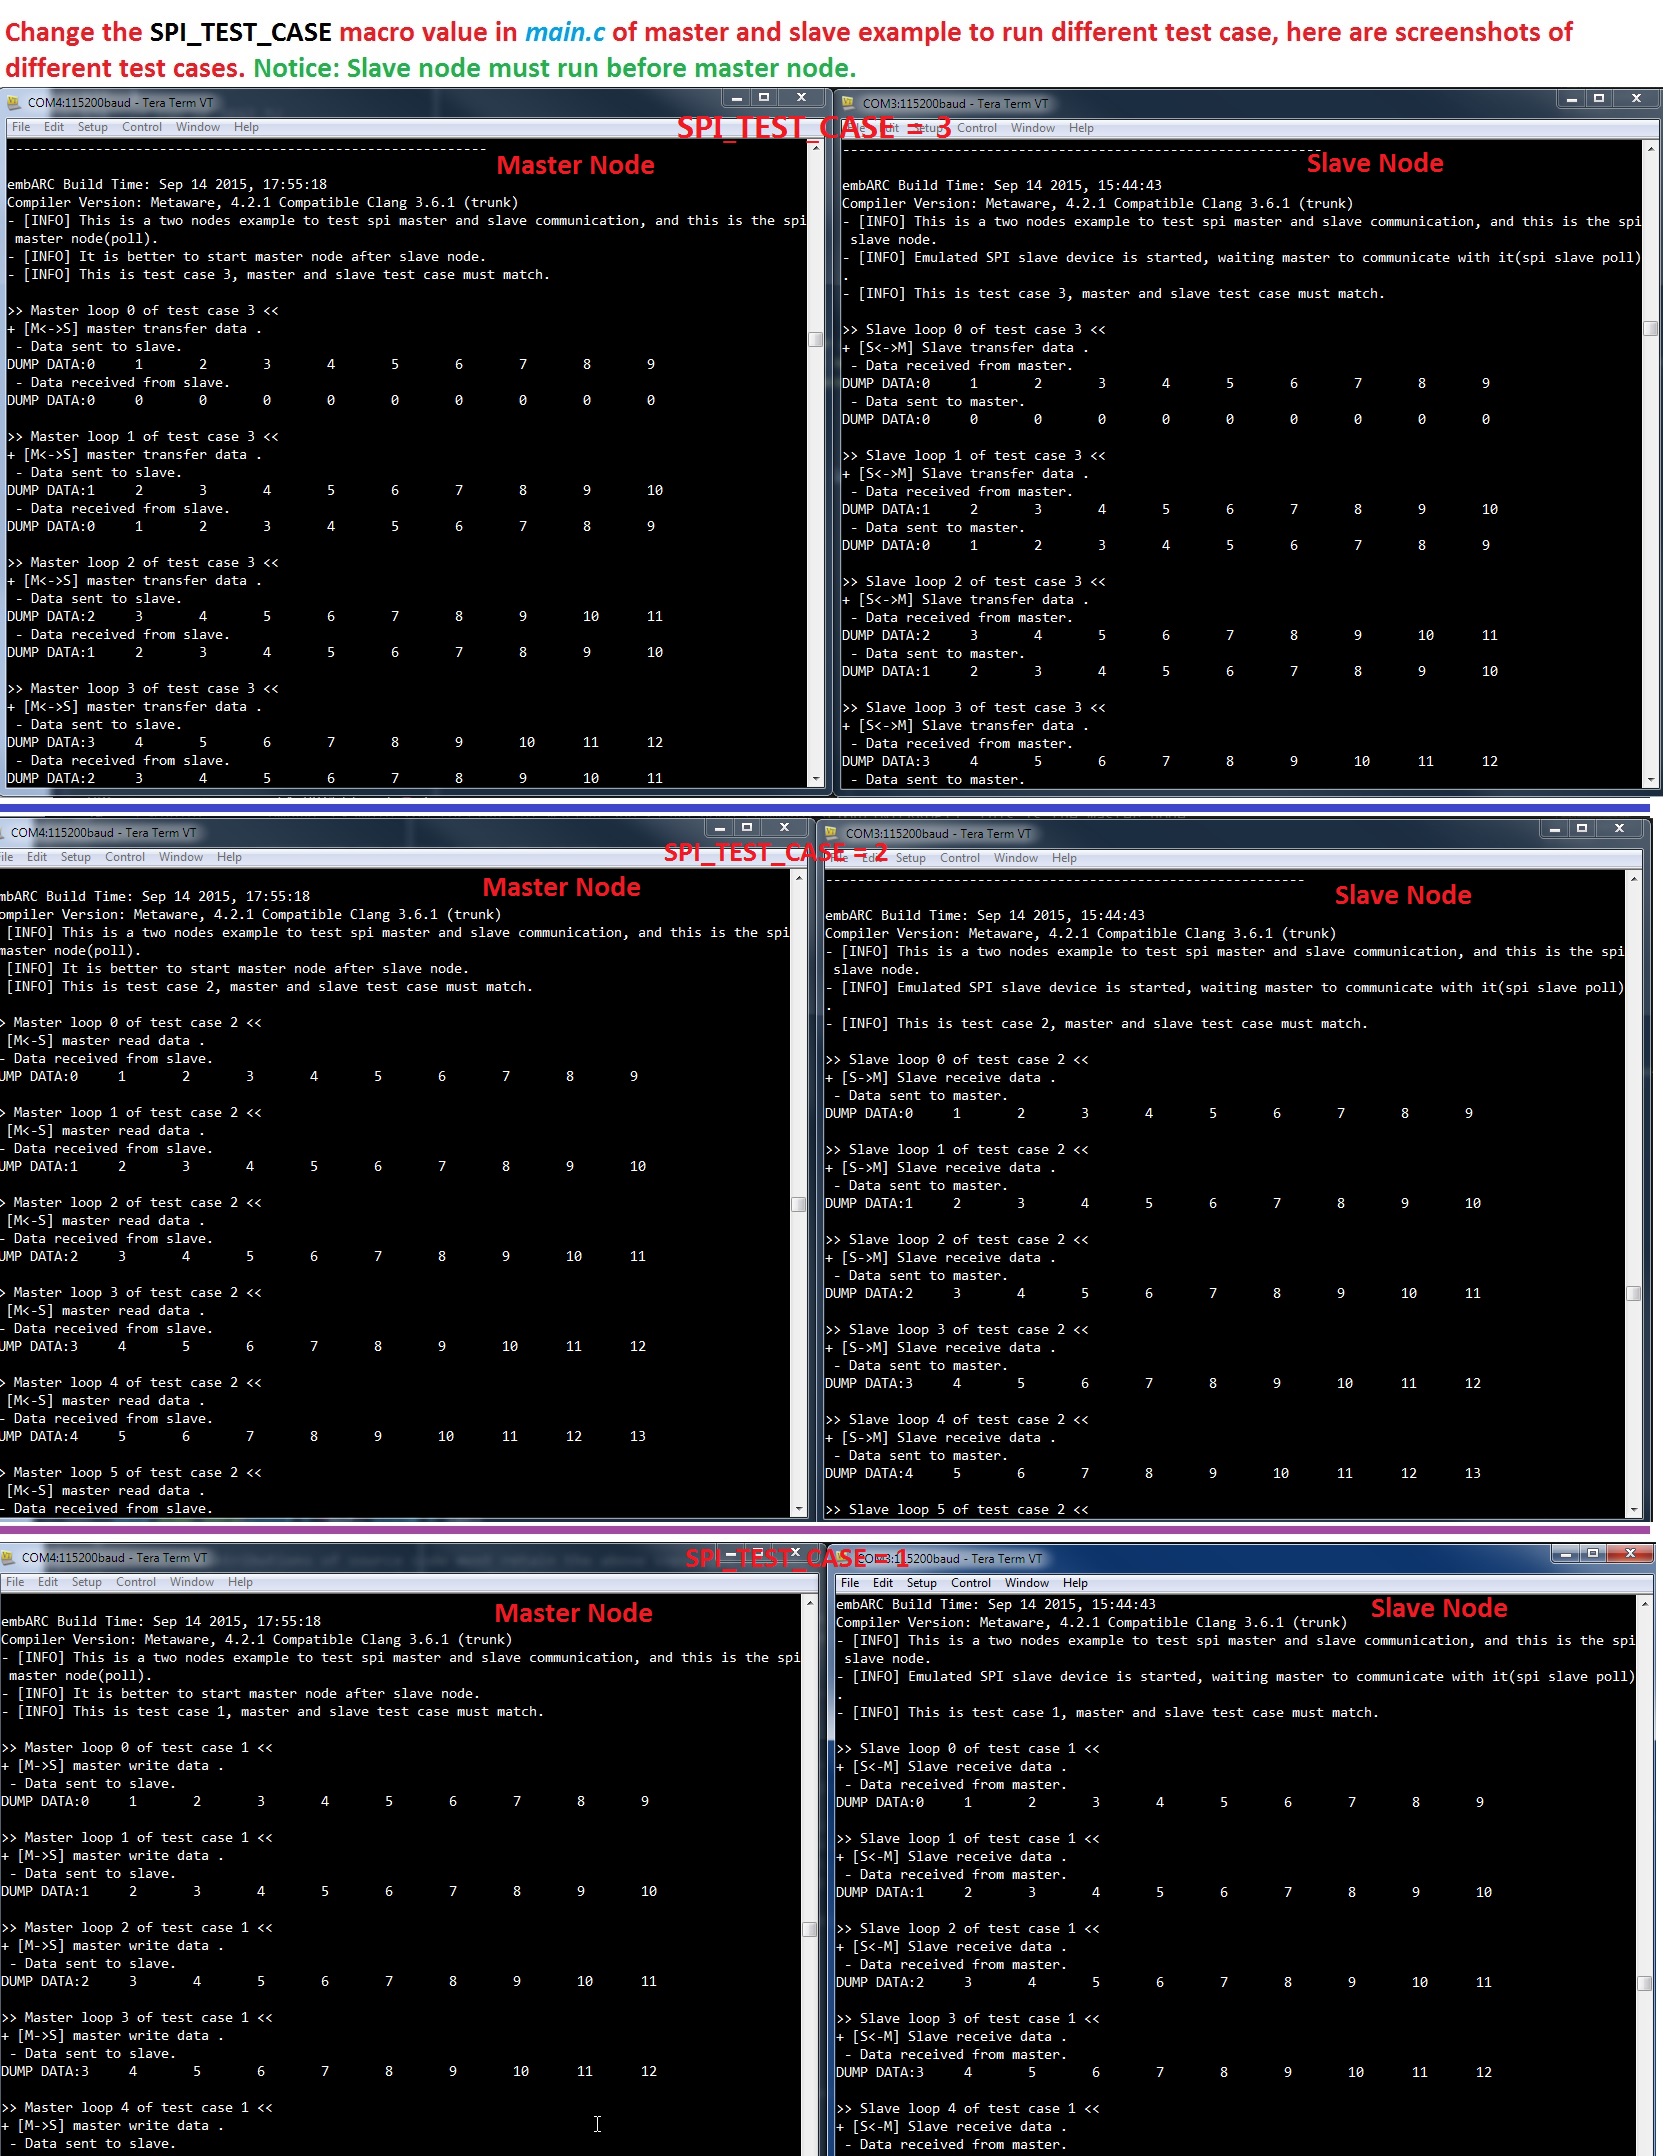 Change the SPI_TEST_CASE macro value in main.c of master and slave example to run different test case, here are screenshots of
different test cases. Notice: Slave node must run before master node.
COM4:115200baud - Tera Term VT
File Edit Setup Control Window Help
SPI_TEST_CASE = 3
Master Node
------------------------------------------------------------
embARC Build Time: Sep 14 2015, 17:55:18
Compiler Version: Metaware, 4.2.1 Compatible Clang 3.6.1 (trunk)
- [INFO] This is a two nodes example to test spi master and slave communication, and this is the spi
master node(poll).
- [INFO] It is better to start master node after slave node.
- [INFO] This is test case 3, master and slave test case must match.
>> Master loop 0 of test case 3 <<
+ [M<->S] master transfer data .
- Data sent to slave.
DUMP DATA:0 1 2 3 4 5 6 7 8 9
- Data received from slave.
DUMP DATA:0 0 0 0 0 0 0 0 0 0
>> Master loop 1 of test case 3 <<
+ [M<->S] master transfer data .
- Data sent to slave.
DUMP DATA:1 2 3 4 5 6 7 8 9 10
- Data received from slave.
DUMP DATA:0 1 2 3 4 5 6 7 8 9
>> Master loop 2 of test case 3 <<
+ [M<->S] master transfer data .
- Data sent to slave.
DUMP DATA:2 3 4 5 6 7 8 9 10 11
- Data received from slave.
DUMP DATA:1 2 3 4 5 6 7 8 9 10
>> Master loop 3 of test case 3 <<
+ [M<->S] master transfer data .
- Data sent to slave.
DUMP DATA:3 4 5 6 7 8 9 10 11 12
- Data received from slave.
DUMP DATA:2 3 4 5 6 7 8 9 10 11
COM3:115200baud - Tera Term VT
File Edit Setup Control Window Help
Slave Node
------------------------------------------------------------
embARC Build Time: Sep 14 2015, 15:44:43
Compiler Version: Metaware, 4.2.1 Compatible Clang 3.6.1 (trunk)
- [INFO] This is a two nodes example to test spi master and slave communication, and this is the spi
slave node.
- [INFO] Emulated SPI slave device is started, waiting master to communicate with it(spi slave poll)
.
- [INFO] This is test case 3, master and slave test case must match.
>> Slave loop 0 of test case 3 <<
+ [S<->M] Slave transfer data .
- Data received from master.
DUMP DATA:0 1 2 3 4 5 6 7 8 9
- Data sent to master.
DUMP DATA:0 0 0 0 0 0 0 0 0 0
>> Slave loop 1 of test case 3 <<
+ [S<->M] Slave transfer data .
- Data received from master.
DUMP DATA:1 2 3 4 5 6 7 8 9 10
- Data sent to master.
DUMP DATA:0 1 2 3 4 5 6 7 8 9
>> Slave loop 2 of test case 3 <<
+ [S<->M] Slave transfer data .
- Data received from master.
DUMP DATA:2 3 4 5 6 7 8 9 10 11
- Data sent to master.
DUMP DATA:1 2 3 4 5 6 7 8 9 10
>> Slave loop 3 of test case 3 <<
+ [S<->M] Slave transfer data .
- Data received from master.
DUMP DATA:3 4 5 6 7 8 9 10 11 12
- Data sent to master.
COM4:115200baud - Tera Term VT
ile Edit Setup Control Window Help
SPI_TEST_CASE = 2
Master Node
mbARC Build Time: Sep 14 2015, 17:55:18
ompiler Version: Metaware, 4.2.1 Compatible Clang 3.6.1 (trunk)
[INFO] This is a two nodes example to test spi master and slave communication, and this is the spi
master node(poll).
[INFO] It is better to start master node after slave node.
[INFO] This is test case 2, master and slave test case must match.
> Master loop 0 of test case 2 <<
[M<-S] master read data .
- Data received from slave.
UMP DATA:0 1 2 3 4 5 6 7 8 9
> Master loop 1 of test case 2 <<
[M<-S] master read data .
- Data received from slave.
UMP DATA:1 2 3 4 5 6 7 8 9 10
> Master loop 2 of test case 2 <<
[M<-S] master read data .
- Data received from slave.
UMP DATA:2 3 4 5 6 7 8 9 10 11
> Master loop 3 of test case 2 <<
[M<-S] master read data .
- Data received from slave.
UMP DATA:3 4 5 6 7 8 9 10 11 12
> Master loop 4 of test case 2 <<
[M<-S] master read data .
- Data received from slave.
UMP DATA:4 5 6 7 8 9 10 11 12 13
> Master loop 5 of test case 2 <<
[M<-S] master read data .
- Data received from slave.
COM3:115200baud - Tera Term VT
File Edit Setup Control Window Help
Slave Node
------------------------------------------------------------
embARC Build Time: Sep 14 2015, 15:44:43
Compiler Version: Metaware, 4.2.1 Compatible Clang 3.6.1 (trunk)
- [INFO] This is a two nodes example to test spi master and slave communication, and this is the spi
slave node.
- [INFO] Emulated SPI slave device is started, waiting master to communicate with it(spi slave poll)
.
- [INFO] This is test case 2, master and slave test case must match.
>> Slave loop 0 of test case 2 <<
+ [S->M] Slave receive data .
- Data sent to master.
DUMP DATA:0 1 2 3 4 5 6 7 8 9
>> Slave loop 1 of test case 2 <<
+ [S->M] Slave receive data .
- Data sent to master.
DUMP DATA:1 2 3 4 5 6 7 8 9 10
>> Slave loop 2 of test case 2 <<
+ [S->M] Slave receive data .
- Data sent to master.
DUMP DATA:2 3 4 5 6 7 8 9 10 11
>> Slave loop 3 of test case 2 <<
+ [S->M] Slave receive data .
- Data sent to master.
DUMP DATA:3 4 5 6 7 8 9 10 11 12
>> Slave loop 4 of test case 2 <<
+ [S->M] Slave receive data .
- Data sent to master.
DUMP DATA:4 5 6 7 8 9 10 11 12 13
>> Slave loop 5 of test case 2 <<
COM4:115200baud - Tera Term VT
File Edit Setup Control Window Help
SPI_TEST_CASE = 1
Master Node
embARC Build Time: Sep 14 2015, 17:55:18
Compiler Version: Metaware, 4.2.1 Compatible Clang 3.6.1 (trunk)
- [INFO] This is a two nodes example to test spi master and slave communication, and this is the spi
master node(poll).
- [INFO] It is better to start master node after slave node.
- [INFO] This is test case 1, master and slave test case must match.
>> Master loop 0 of test case 1 <<
+ [M->S] master write data .
- Data sent to slave.
DUMP DATA:0 1 2 3 4 5 6 7 8 9
>> Master loop 1 of test case 1 <<
+ [M->S] master write data .
- Data sent to slave.
DUMP DATA:1 2 3 4 5 6 7 8 9 10
>> Master loop 2 of test case 1 <<
+ [M->S] master write data .
- Data sent to slave.
DUMP DATA:2 3 4 5 6 7 8 9 10 11
>> Master loop 3 of test case 1 <<
+ [M->S] master write data .
- Data sent to slave.
DUMP DATA:3 4 5 6 7 8 9 10 11 12
>> Master loop 4 of test case 1 <<
+ [M->S] master write data .
- Data sent to slave.
COM3:115200baud - Tera Term VT
File Edit Setup Control Window Help
Slave Node
embARC Build Time: Sep 14 2015, 15:44:43
Compiler Version: Metaware, 4.2.1 Compatible Clang 3.6.1 (trunk)
- [INFO] This is a two nodes example to test spi master and slave communication, and this is the spi
slave node.
- [INFO] Emulated SPI slave device is started, waiting master to communicate with it(spi slave poll)
.
- [INFO] This is test case 1, master and slave test case must match.
>> Slave loop 0 of test case 1 <<
+ [S<-M] Slave receive data .
- Data received from master.
DUMP DATA:0 1 2 3 4 5 6 7 8 9
>> Slave loop 1 of test case 1 <<
+ [S<-M] Slave receive data .
- Data received from master.
DUMP DATA:1 2 3 4 5 6 7 8 9 10
>> Slave loop 2 of test case 1 <<
+ [S<-M] Slave receive data .
- Data received from master.
DUMP DATA:2 3 4 5 6 7 8 9 10 11
>> Slave loop 3 of test case 1 <<
+ [S<-M] Slave receive data .
- Data received from master.
DUMP DATA:3 4 5 6 7 8 9 10 11 12
>> Slave loop 4 of test case 1 <<
+ [S<-M] Slave receive data .
- Data received from master.